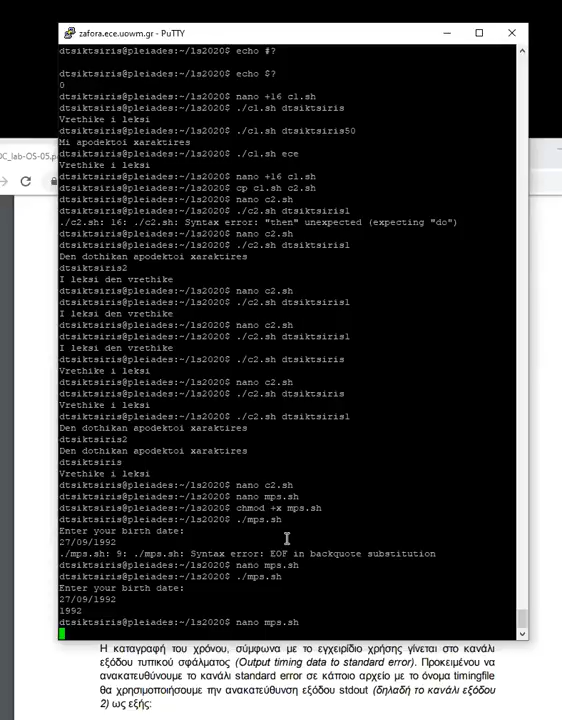 zafora.ece.uowm.gr - PuTTY
dtsiktsiris@pleiades:~/ls2020$ echo #?
dtsiktsiris@pleiades:~/ls2020$ echo $?
0
dtsiktsiris@pleiades:~/ls2020$ nano +16 c1.sh
dtsiktsiris@pleiades:~/ls2020$ ./c1.sh dtsiktsiris
Vrethike i leksi
dtsiktsiris@pleiades:~/ls2020$ ./c1.sh dtsiktsiris50
Mi apodektoi xaraktires
dtsiktsiris@pleiades:~/ls2020$ ./c1.sh ece
Vrethike i leksi
dtsiktsiris@pleiades:~/ls2020$ nano +16 c1.sh
dtsiktsiris@pleiades:~/ls2020$ cp c1.sh c2.sh
dtsiktsiris@pleiades:~/ls2020$ nano c2.sh
dtsiktsiris@pleiades:~/ls2020$ ./c2.sh dtsiktsiris1
./c2.sh: 16: ./c2.sh: Syntax error: "then" unexpected (expecting "do")
dtsiktsiris@pleiades:~/ls2020$ nano c2.sh
dtsiktsiris@pleiades:~/ls2020$ ./c2.sh dtsiktsiris1
Den dothikan apodektoi xaraktires
dtsiktsiris2
I leksi den vrethike
dtsiktsiris@pleiades:~/ls2020$ nano c2.sh
dtsiktsiris@pleiades:~/ls2020$ ./c2.sh dtsiktsiris1
I leksi den vrethike
dtsiktsiris@pleiades:~/ls2020$ nano c2.sh
dtsiktsiris@pleiades:~/ls2020$ ./c2.sh dtsiktsiris1
I leksi den vrethike
dtsiktsiris@pleiades:~/ls2020$ ./c2.sh dtsiktsiris
Vrethike i leksi
dtsiktsiris@pleiades:~/ls2020$ nano c2.sh
dtsiktsiris@pleiades:~/ls2020$ ./c2.sh dtsiktsiris
Vrethike i leksi
dtsiktsiris@pleiades:~/ls2020$ ./c2.sh dtsiktsiris1
Den dothikan apodektoi xaraktires
dtsiktsiris2
Den dothikan apodektoi xaraktires
dtsiktsiris
Vrethike i leksi
dtsiktsiris@pleiades:~/ls2020$ nano c2.sh
dtsiktsiris@pleiades:~/ls2020$ nano mps.sh
dtsiktsiris@pleiades:~/ls2020$ chmod +x mps.sh
dtsiktsiris@pleiades:~/ls2020$ ./mps.sh
Enter your birth date:
27/09/1992
./mps.sh: 9: ./mps.sh: Syntax error: EOF in backquote substitution
dtsiktsiris@pleiades:~/ls2020$ nano mps.sh
dtsiktsiris@pleiades:~/ls2020$ ./mps.sh
Enter your birth date:
27/09/1992
1992
dtsiktsiris@pleiades:~/ls2020$ nano mps.sh
OC_lab-OS-05.p
Η καταγραφή του χρόνου, σύμφωνα με το εγχειρίδιο χρήσης γίνεται στο κανάλι
εξόδου τυπικού σφάλματος (Output timing data to standard error). Προκειμένου να
ανακατευθύνουμε το κανάλι standard error σε κάποιο αρχείο με το όνομα timingfile
θα χρησιμοποιήσουμε την ανακατεύθυνση εξόδου stdout (δηλαδή το κανάλι εξόδου
2) ως εξής: